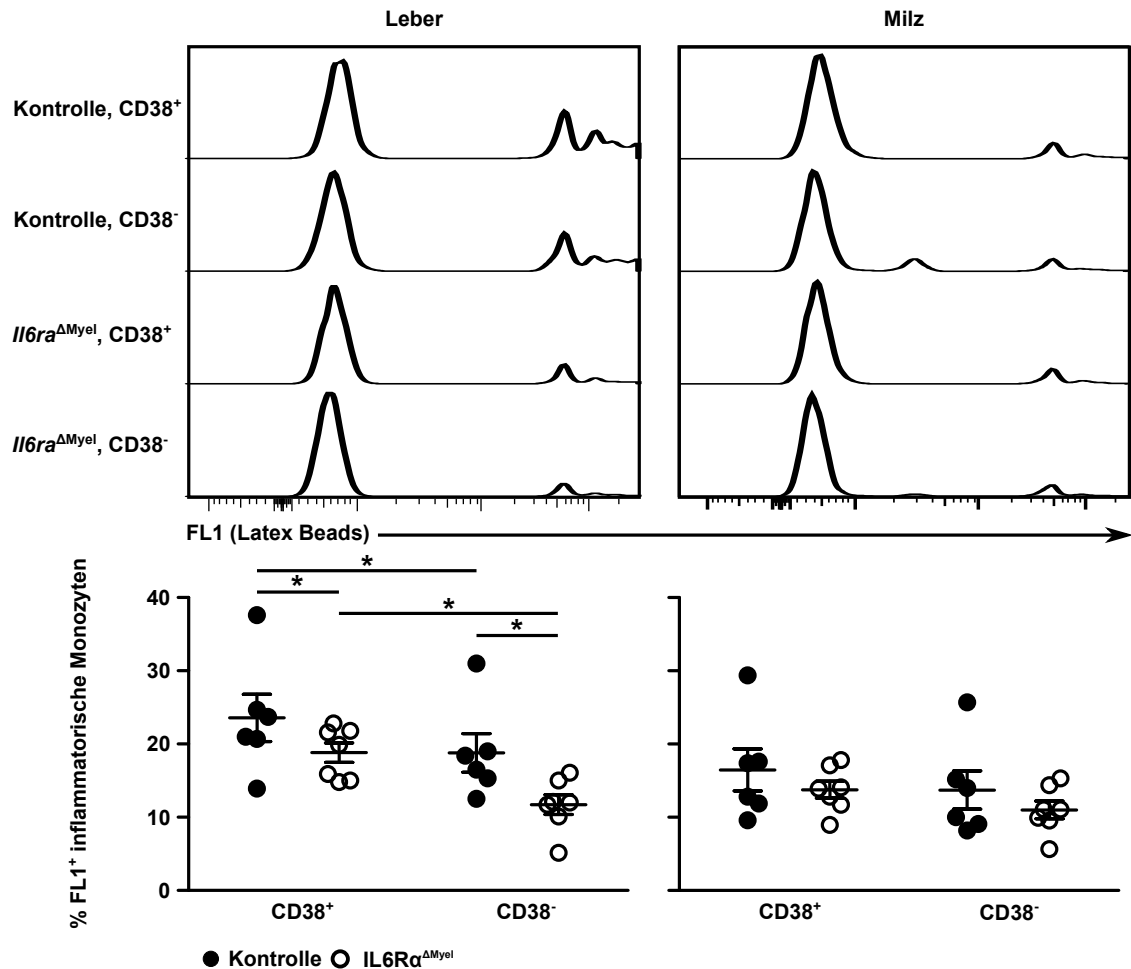 Leber Milz
Kontrolle, CD38⁺
Kontrolle, CD38⁻
Il6ra^ΔMyel, CD38⁺
Il6ra^ΔMyel, CD38⁻
FL1 (Latex Beads)
% FL1⁺ inflammatorische Monozyten
*
*
*
*
40
30
20
10
0
CD38⁺ CD38⁻ CD38⁺ CD38⁻
Kontrolle IL6Rα^ΔMyel